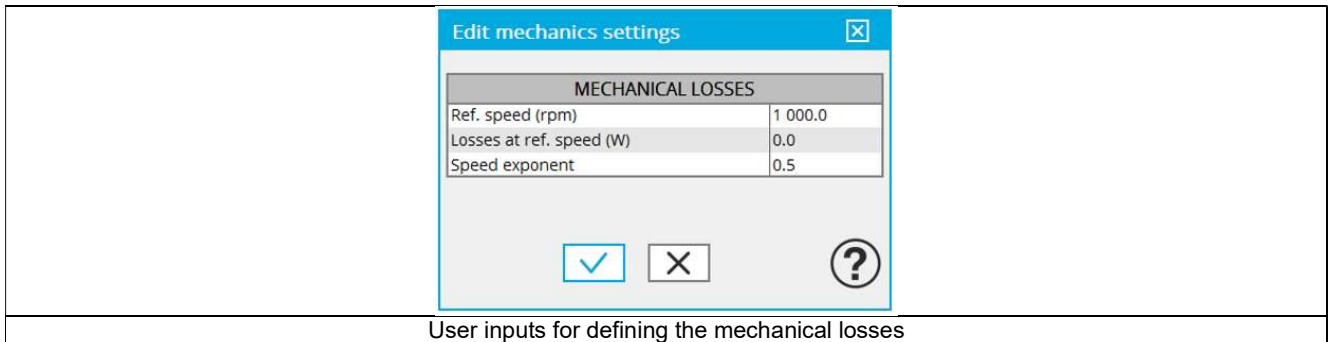 Edit mechanics settings
MECHANICAL LOSSES
Ref. speed (rpm) 1 000.0
Losses at ref. speed (W) 0.0
Speed exponent 0.5
?
User inputs for defining the mechanical losses